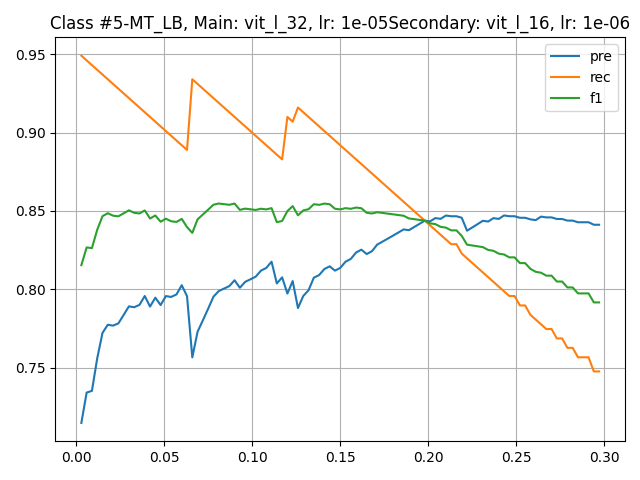 Class #5-MT_LB, Main: vit_l_32, lr: 1e-05Secondary: vit_l_16, lr: 1e-06
pre
rec
f1
0.95
0.90
0.85
0.80
0.75
0.00 0.05 0.10 0.15 0.20 0.25 0.30